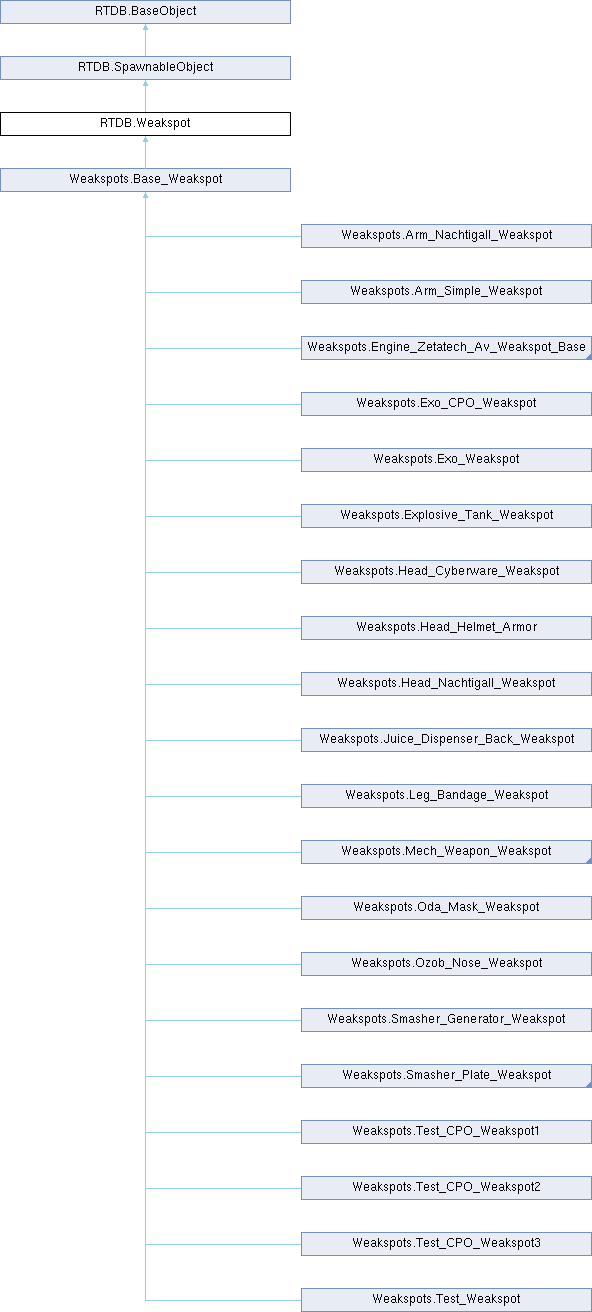 RTDB.BaseObject
RTDB.SpawnableObject
RTDB.Weakspot
Weakspots.Base_Weakspot
Weakspots.Arm_Nachtigall_Weakspot
Weakspots.Arm_Simple_Weakspot
Weakspots.Engine_Zetatech_Av_Weakspot_Base
Weakspots.Exo_CPO_Weakspot
Weakspots.Exo_Weakspot
Weakspots.Explosive_Tank_Weakspot
Weakspots.Head_Cyberware_Weakspot
Weakspots.Head_Helmet_Armor
Weakspots.Head_Nachtigall_Weakspot
Weakspots.Juice_Dispenser_Back_Weakspot
Weakspots.Leg_Bandage_Weakspot
Weakspots.Mech_Weapon_Weakspot
Weakspots.Oda_Mask_Weakspot
Weakspots.Ozob_Nose_Weakspot
Weakspots.Smasher_Generator_Weakspot
Weakspots.Smasher_Plate_Weakspot
Weakspots.Test_CPO_Weakspot1
Weakspots.Test_CPO_Weakspot2
Weakspots.Test_CPO_Weakspot3
Weakspots.Test_Weakspot